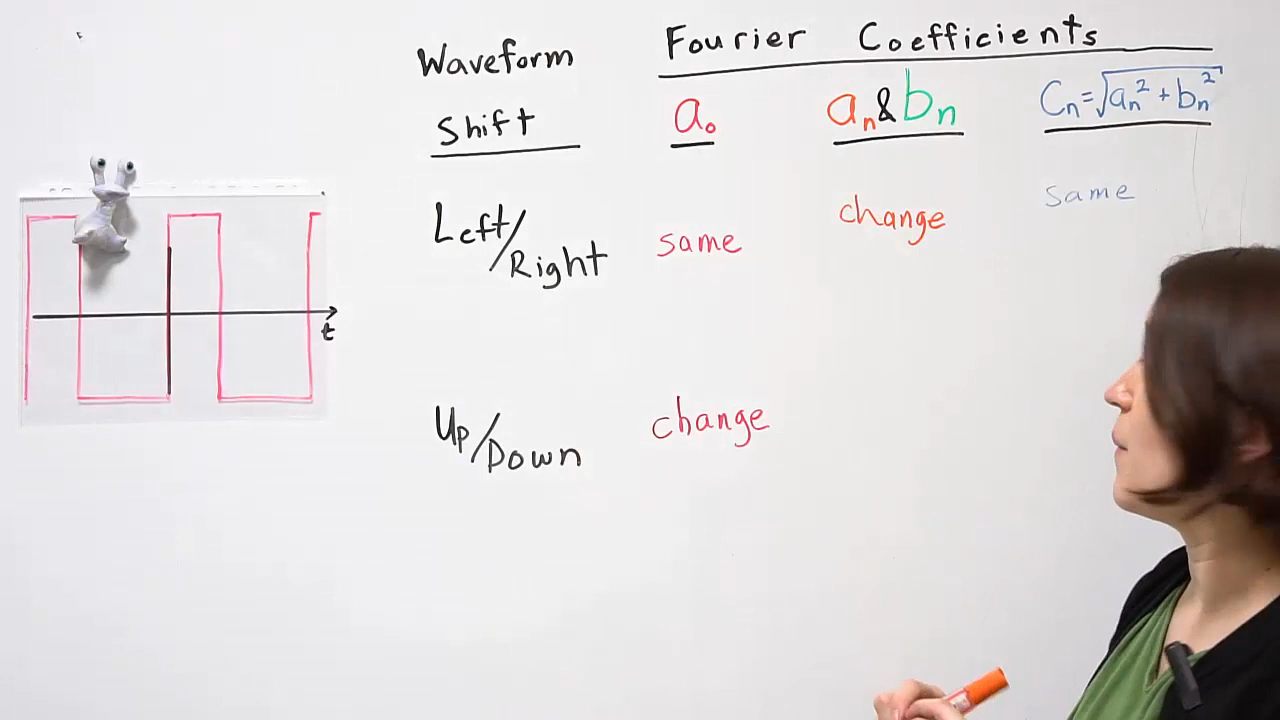 Waveform
Shift
Fourier Coefficients
a₀
aₙ & bₙ
Cₙ = √aₙ² + bₙ²
Left/Right
same
change
same
Up/Down
change
t